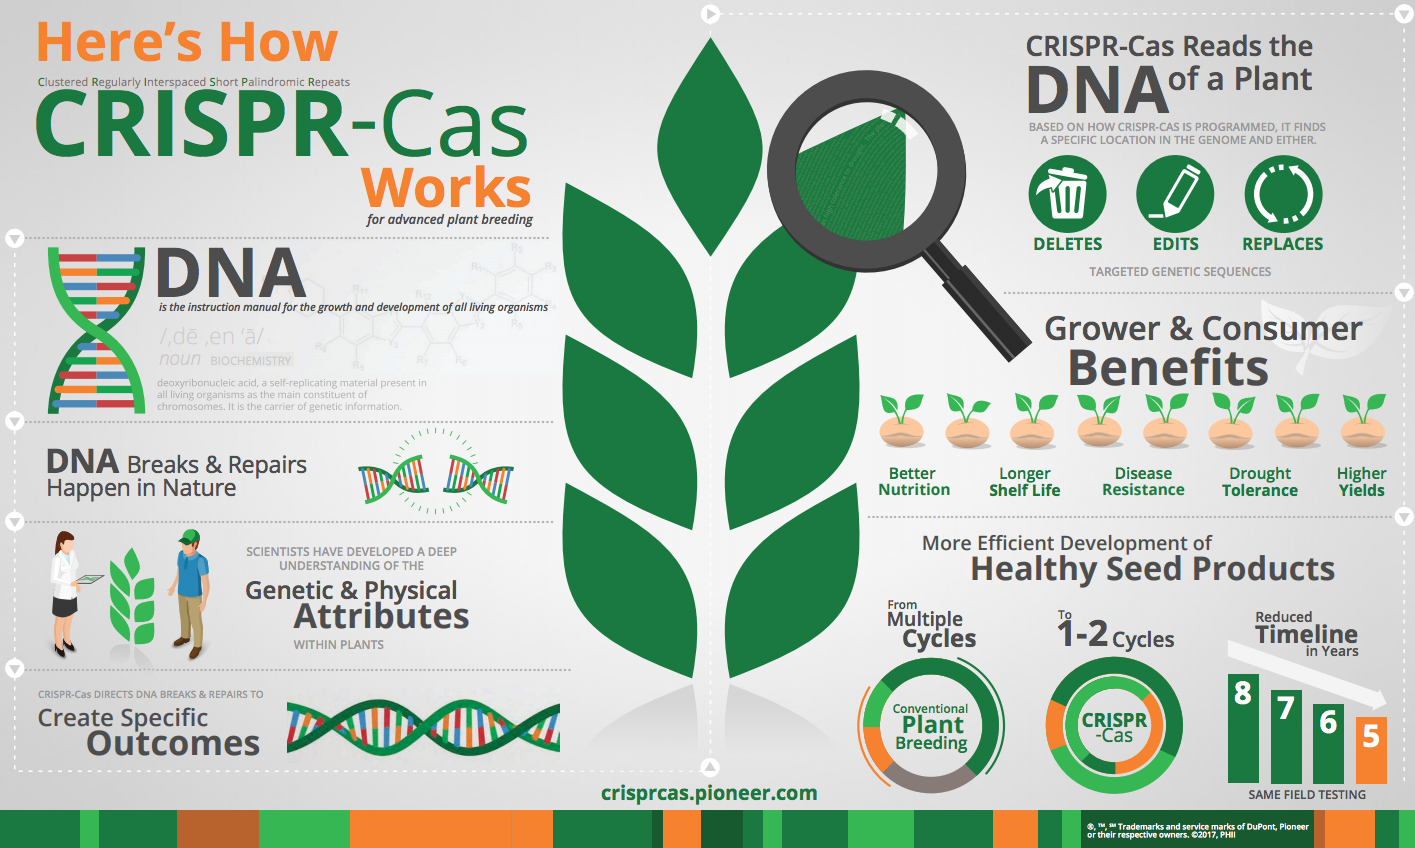 Here's How
Clustered Regularly Interspaced Short Palindromic Repeats
CRISPR-Cas
Works
for advanced plant breeding
DNA
is the instruction manual for the growth and development of all living organisms
/,dē ,en 'ā/
noun BIOCHEMISTRY
deoxyribonucleic acid, a self-replicating material present in
all living organisms as the main constituent of
chromosomes. It is the carrier of genetic information.
DNA Breaks & Repairs
Happen in Nature
SCIENTISTS HAVE DEVELOPED A DEEP
UNDERSTANDING OF THE
Genetic & Physical
Attributes
WITHIN PLANTS
CRISPR-Cas DIRECTS DNA BREAKS & REPAIRS TO
Create Specific
Outcomes
CRISPR-Cas Reads the
DNA of a Plant
BASED ON HOW CRISPR-CAS IS PROGRAMMED, IT FINDS
A SPECIFIC LOCATION IN THE GENOME AND EITHER.
DELETES
EDITS
REPLACES
TARGETED GENETIC SEQUENCES
Grower & Consumer
Benefits
Better
Nutrition
Longer
Shelf Life
Disease
Resistance
Drought
Tolerance
Higher
Yields
More Efficient Development of
Healthy Seed Products
From
Multiple
Cycles
Conventional
Plant
Breeding
To
1-2 Cycles
CRISPR
-Cas
Reduced
Timeline
in Years
8
7
6
5
SAME FIELD TESTING
crisprcas.pioneer.com
®, ™, ℠ Trademarks and service marks of DuPont, Pioneer
or their respective owners. ©2017, PHII